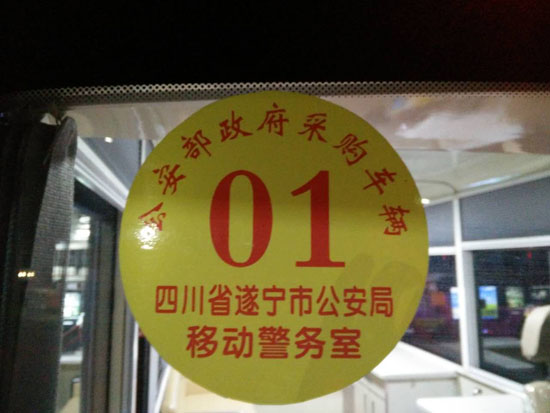 公安部政府采购车辆
01
四川省遂宁市公安局
移动警务室